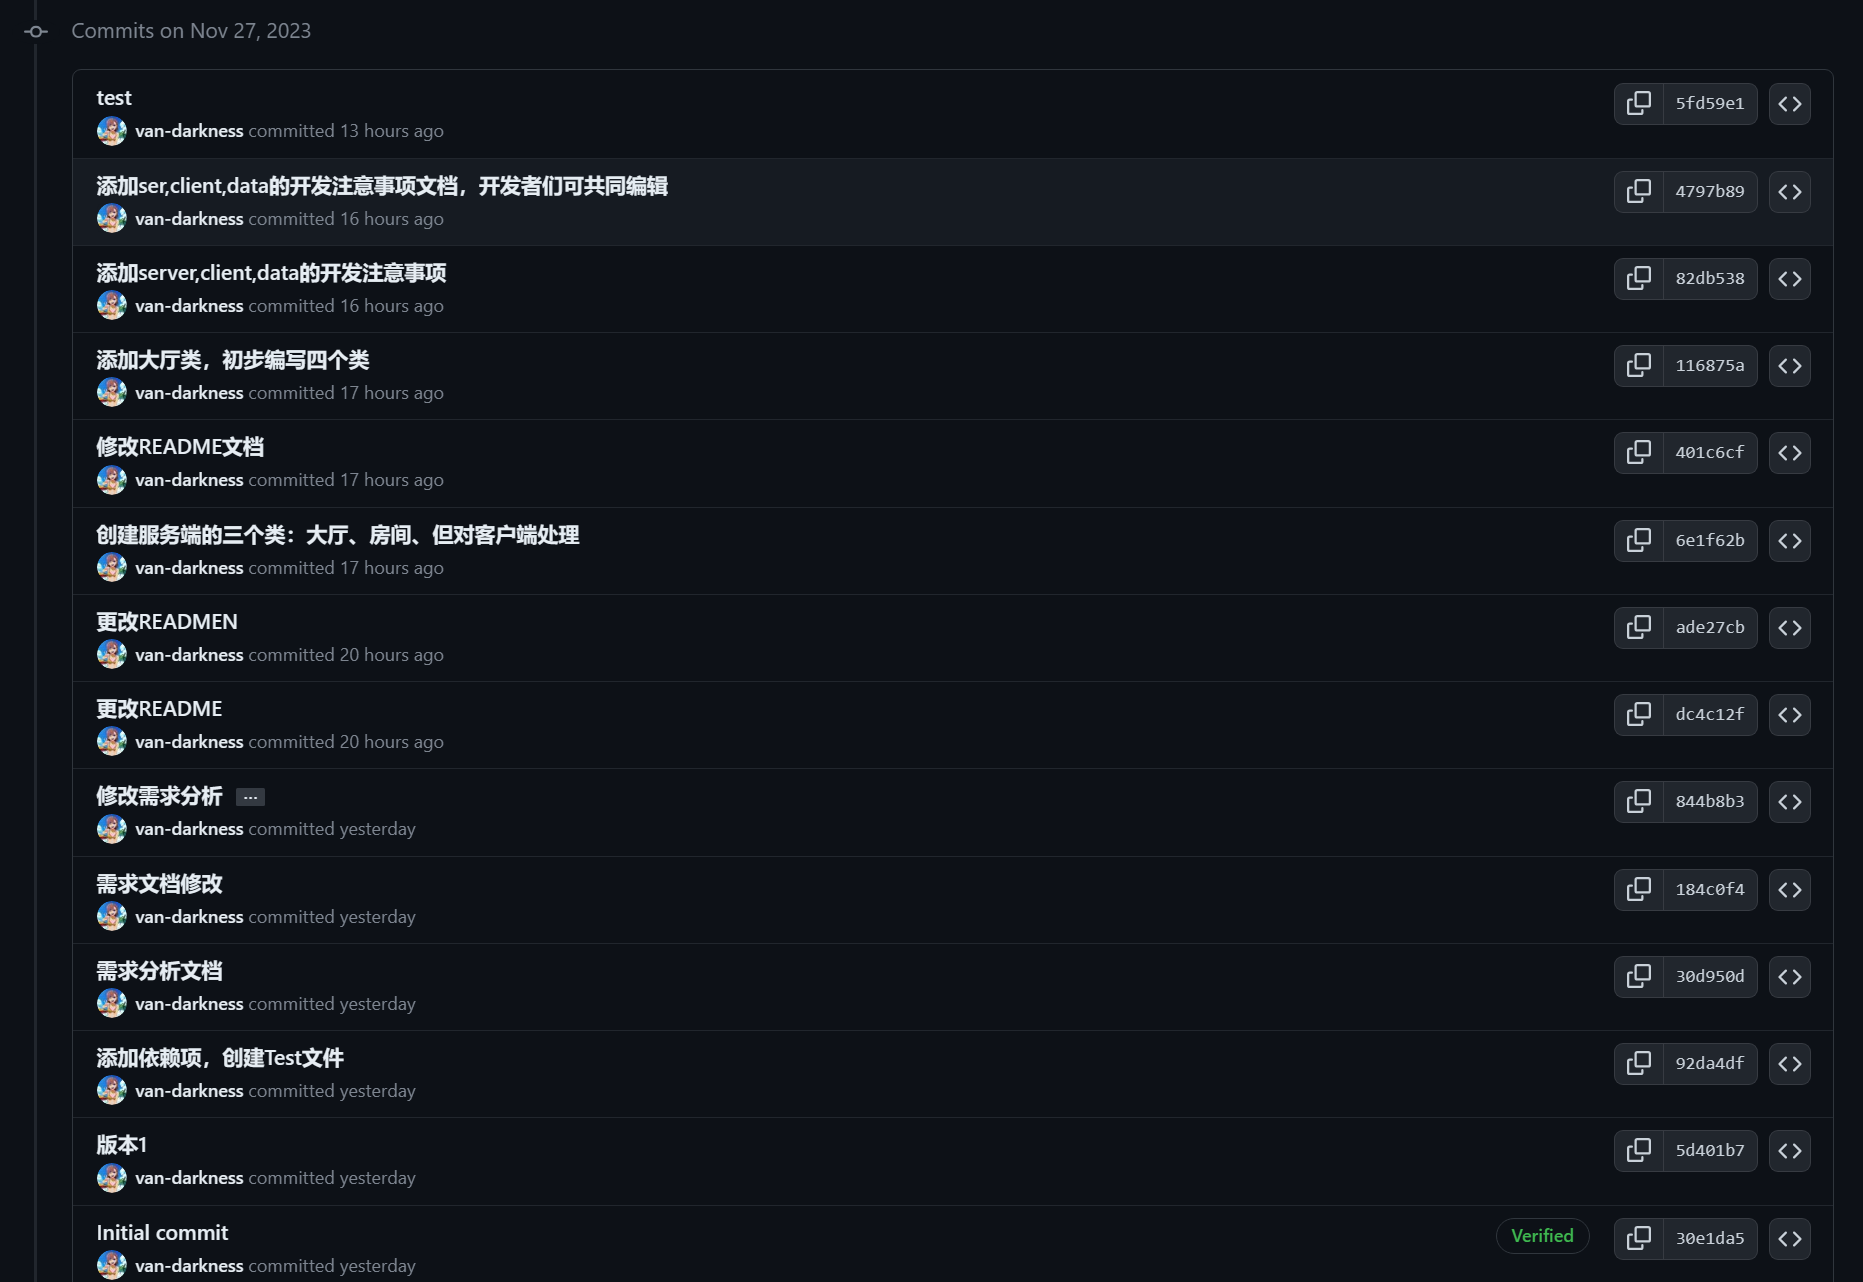 Commits on Nov 27, 2023
test
5fd59e1
van-darkness committed 13 hours ago
添加ser,client,data的开发注意事项文档，开发者们可共同编辑
4797b89
van-darkness committed 16 hours ago
添加server,client,data的开发注意事项
82db538
van-darkness committed 16 hours ago
添加大厅类，初步编写四个类
116875a
van-darkness committed 17 hours ago
修改README文档
401c6cf
van-darkness committed 17 hours ago
创建服务端的三个类：大厅、房间、但对客户端处理
6e1f62b
van-darkness committed 17 hours ago
更改READMEN
ade27cb
van-darkness committed 20 hours ago
更改README
dc4c12f
van-darkness committed 20 hours ago
修改需求分析 …
844b8b3
van-darkness committed yesterday
需求文档修改
184c0f4
van-darkness committed yesterday
需求分析文档
30d950d
van-darkness committed yesterday
添加依赖项，创建Test文件
92da4df
van-darkness committed yesterday
版本1
5d401b7
van-darkness committed yesterday
Initial commit
Verified
30e1da5
van-darkness committed yesterday